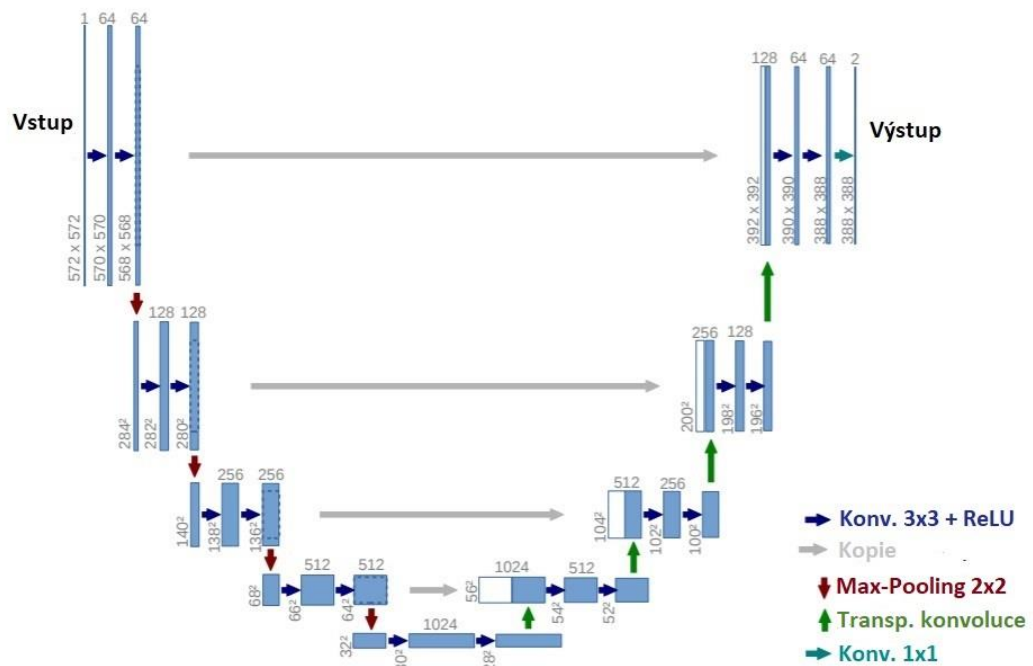 1 64 64
Vstup
572 x 572
570 x 570
568 x 568
128 64 64 2
Výstup
392 x 392
390 x 390
388 x 388
388 x 388
128 128
284²
282²
280²
256 128
200²
198²
196²
256 256
140²
138²
136²
512 256
104²
102²
100²
512 512
68²
66²
64²
1024 512
56²
54²
52²
1024
32²
Konv. 3x3 + ReLU
Kopie
Max-Pooling 2x2
Transp. konvoluce
Konv. 1x1